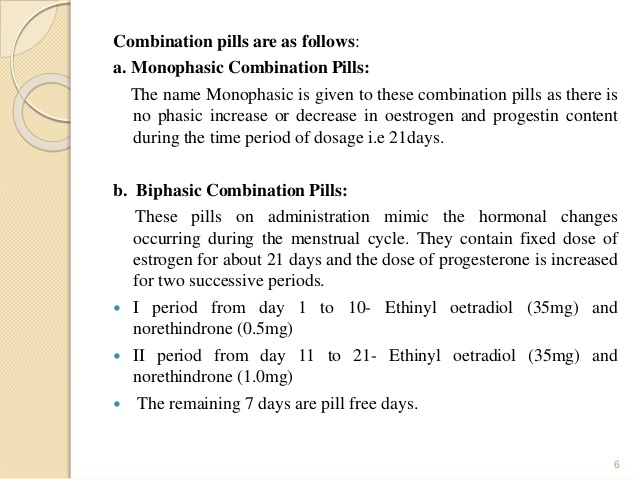 Combination pills are as follows:
a. Monophasic Combination Pills:
The name Monophasic is given to these combination pills as there is
no phasic increase or decrease in oestrogen and progestin content
during the time period of dosage i.e 21days.
b. Biphasic Combination Pills:
These pills on administration mimic the hormonal changes
occurring during the menstrual cycle. They contain fixed dose of
estrogen for about 21 days and the dose of progesterone is increased
for two successive periods.
• I period from day 1 to 10- Ethinyl oetradiol (35mg) and
norethindrone (0.5mg)
• II period from day 11 to 21- Ethinyl oetradiol (35mg) and
norethindrone (1.0mg)
• The remaining 7 days are pill free days.
6